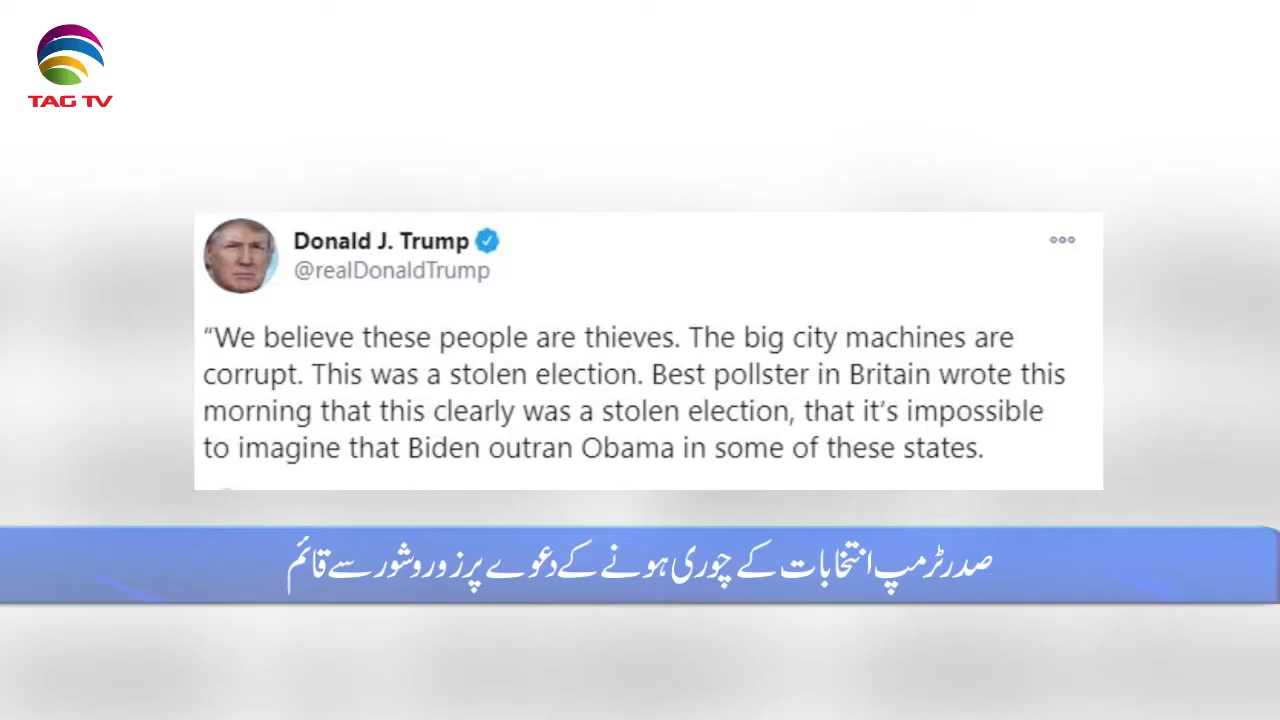 TAG TV
Donald J. Trump
@realDonaldTrump
“We believe these people are thieves. The big city machines are
corrupt. This was a stolen election. Best pollster in Britain wrote this
morning that this clearly was a stolen election, that it’s impossible
to imagine that Biden outran Obama in some of these states.
صدر ٹرمپ انتخابات کے چوری ہونے کے دعوے پر زور و شور سے قائم